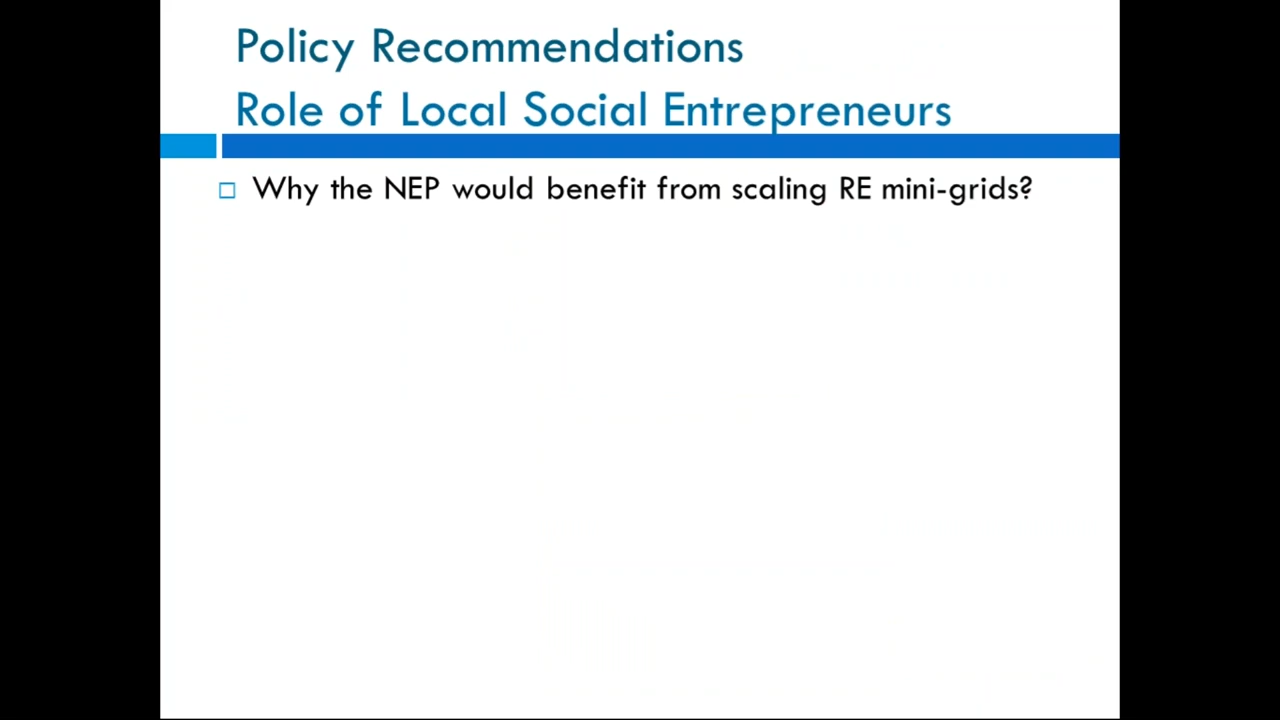 Policy Recommendations
Role of Local Social Entrepreneurs
Why the NEP would benefit from scaling RE mini-grids?